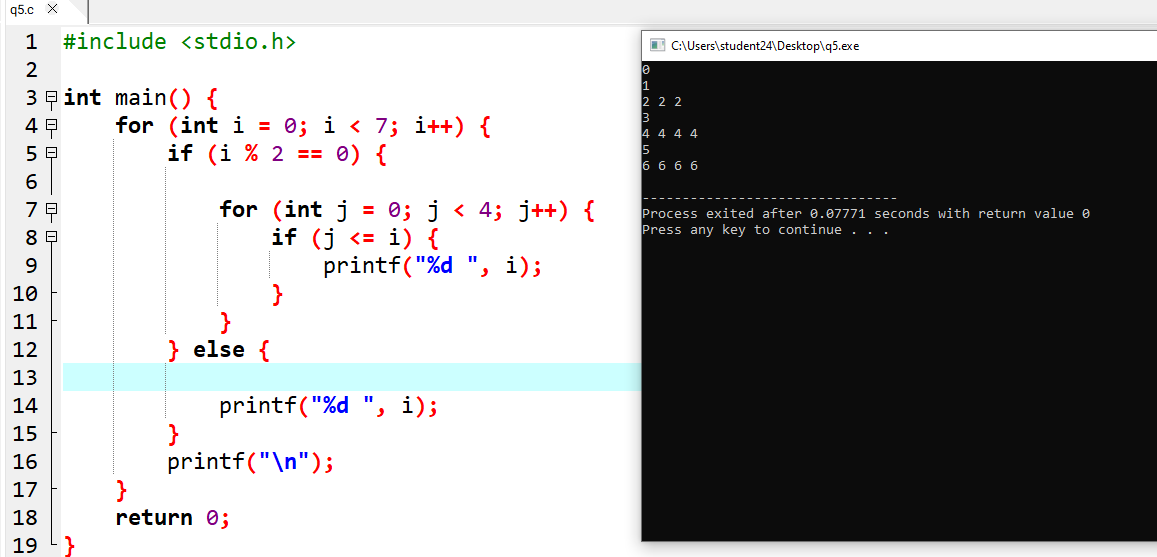 q5.c
1 #include <stdio.h>
2
3 int main() {
4 for (int i = 0; i < 7; i++) {
5 if (i % 2 == 0) {
6
7 for (int j = 0; j < 4; j++) {
8 if (j <= i) {
9 printf("%d ", i);
10 }
11 }
12 } else {
13
14 printf("%d ", i);
15 }
16 printf("\n");
17 }
18 return 0;
19 }
C:\Users\student24\Desktop\q5.exe
0
1
2 2 2
3
4 4 4 4
5
6 6 6 6
--------------------------------
Process exited after 0.07771 seconds with return value 0
Press any key to continue . . .